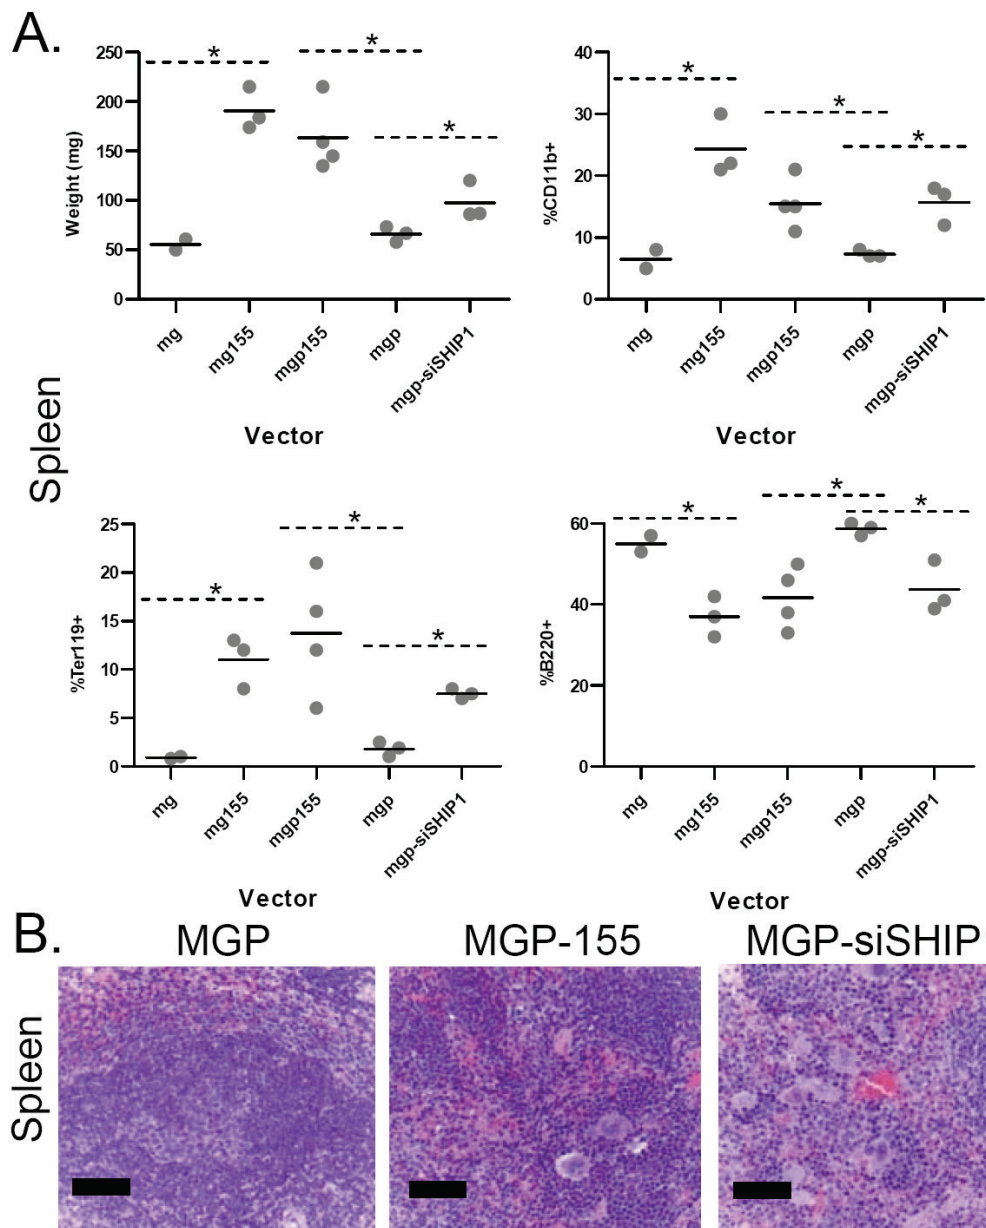 A.
Spleen
Weight (mg)
250
200
150
100
50
0
*
*
*
mg
mg155
mgp155
mgp
mgp-siSHIP1
Vector
%CD11b+
40
30
20
10
0
*
*
*
mg
mg155
mgp155
mgp
mgp-siSHIP1
Vector
%Ter119+
25
20
15
10
5
0
*
*
*
mg
mg155
mgp155
mgp
mgp-siSHIP1
Vector
%B220+
60
40
20
0
*
*
*
mg
mg155
mgp155
mgp
mgp-siSHIP1
Vector
B.
MGP
MGP-155
MGP-siSHIP
Spleen